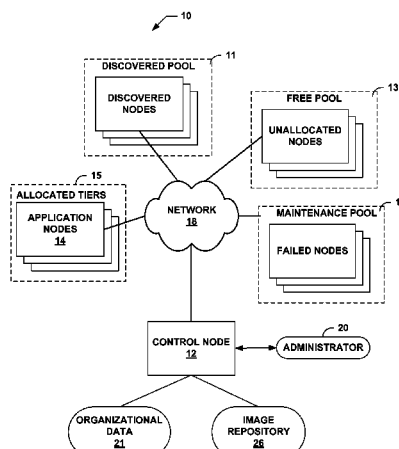 10
DISCOVERED POOL
11
DISCOVERED NODES
FREE POOL
13
UNALLOCATED NODES
15
ALLOCATED TIERS
APPLICATION NODES
14
NETWORK
18
MAINTENANCE POOL
FAILED NODES
CONTROL NODE
12
20
ADMINISTRATOR
ORGANIZATIONAL DATA
21
IMAGE REPOSITORY
26